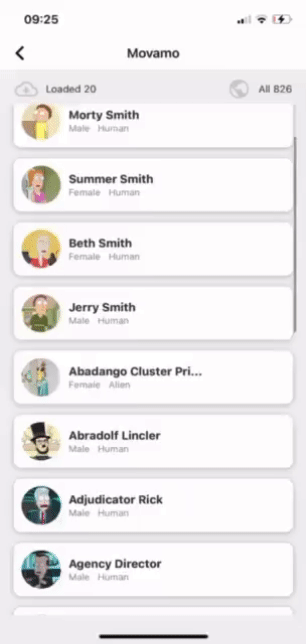 09:25
Movamo
Loaded 20 All 826
Morty Smith
Male Human
Summer Smith
Female Human
Beth Smith
Female Human
Jerry Smith
Male Human
Abadango Cluster Pri...
Female Alien
Abradolf Lincler
Male Human
Adjudicator Rick
Male Human
Agency Director
Male Human